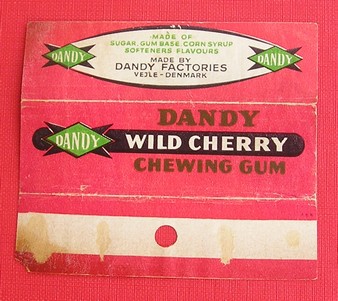 MADE OF
SUGAR, GUM BASE, CORN SYRUP
SOFTENERS FLAVOURS
DANDY
DANDY
MADE BY
DANDY FACTORIES
VEJLE - DENMARK
DANDY
DANDY
WILD CHERRY
CHEWING GUM